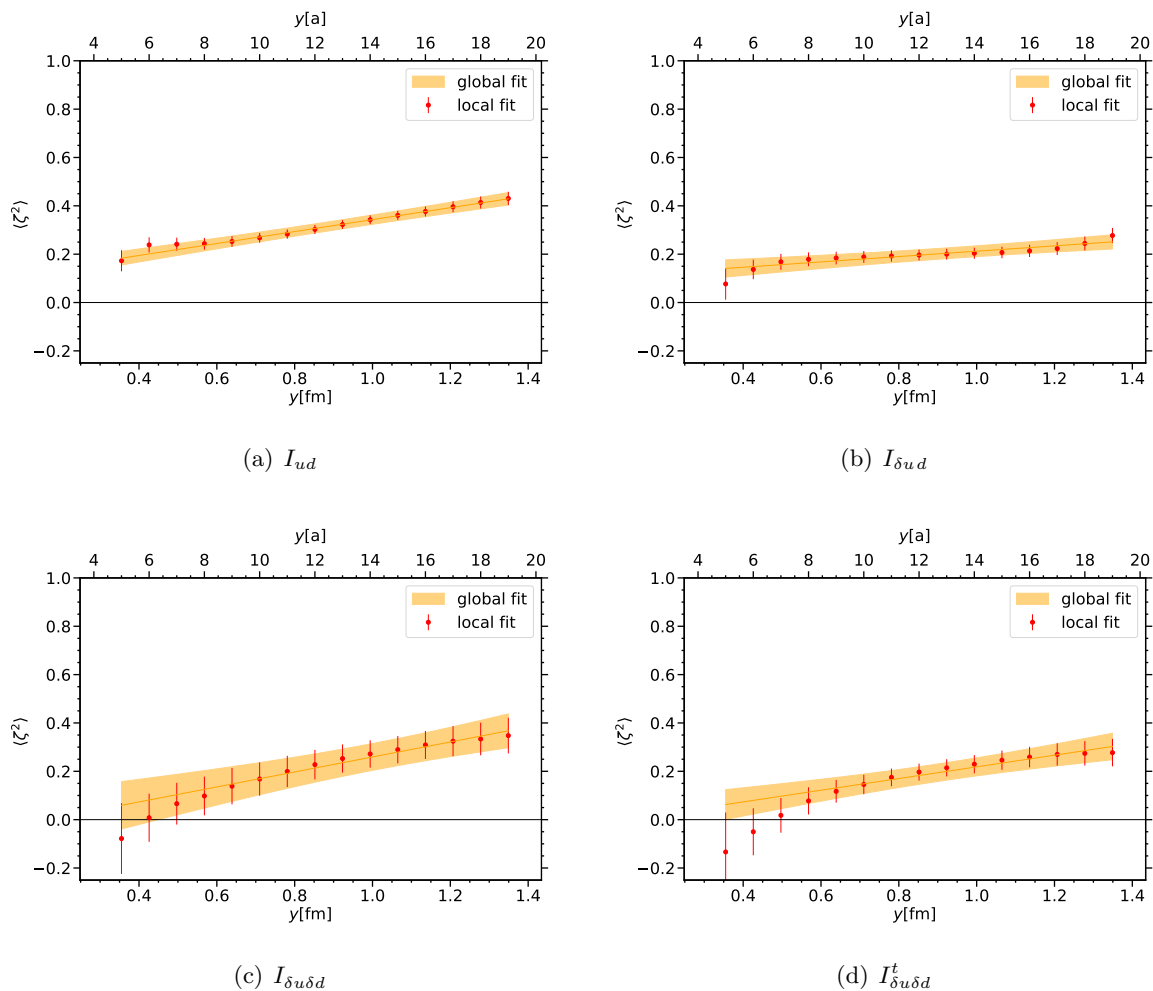 y[a]
4 6 8 10 12 14 16 18 20
1.0
0.8
0.6
0.4
0.2
0.0
−0.2
⟨ζ²⟩
global fit
local fit
0.4 0.6 0.8 1.0 1.2 1.4
y[fm]
(a) I_{ud}
y[a]
4 6 8 10 12 14 16 18 20
1.0
0.8
0.6
0.4
0.2
0.0
−0.2
⟨ζ²⟩
global fit
local fit
0.4 0.6 0.8 1.0 1.2 1.4
y[fm]
(b) I_{δu d}
y[a]
4 6 8 10 12 14 16 18 20
1.0
0.8
0.6
0.4
0.2
0.0
−0.2
⟨ζ²⟩
global fit
local fit
0.4 0.6 0.8 1.0 1.2 1.4
y[fm]
(c) I_{δuδd}
y[a]
4 6 8 10 12 14 16 18 20
1.0
0.8
0.6
0.4
0.2
0.0
−0.2
⟨ζ²⟩
global fit
local fit
0.4 0.6 0.8 1.0 1.2 1.4
y[fm]
(d) I^t_{δuδd}